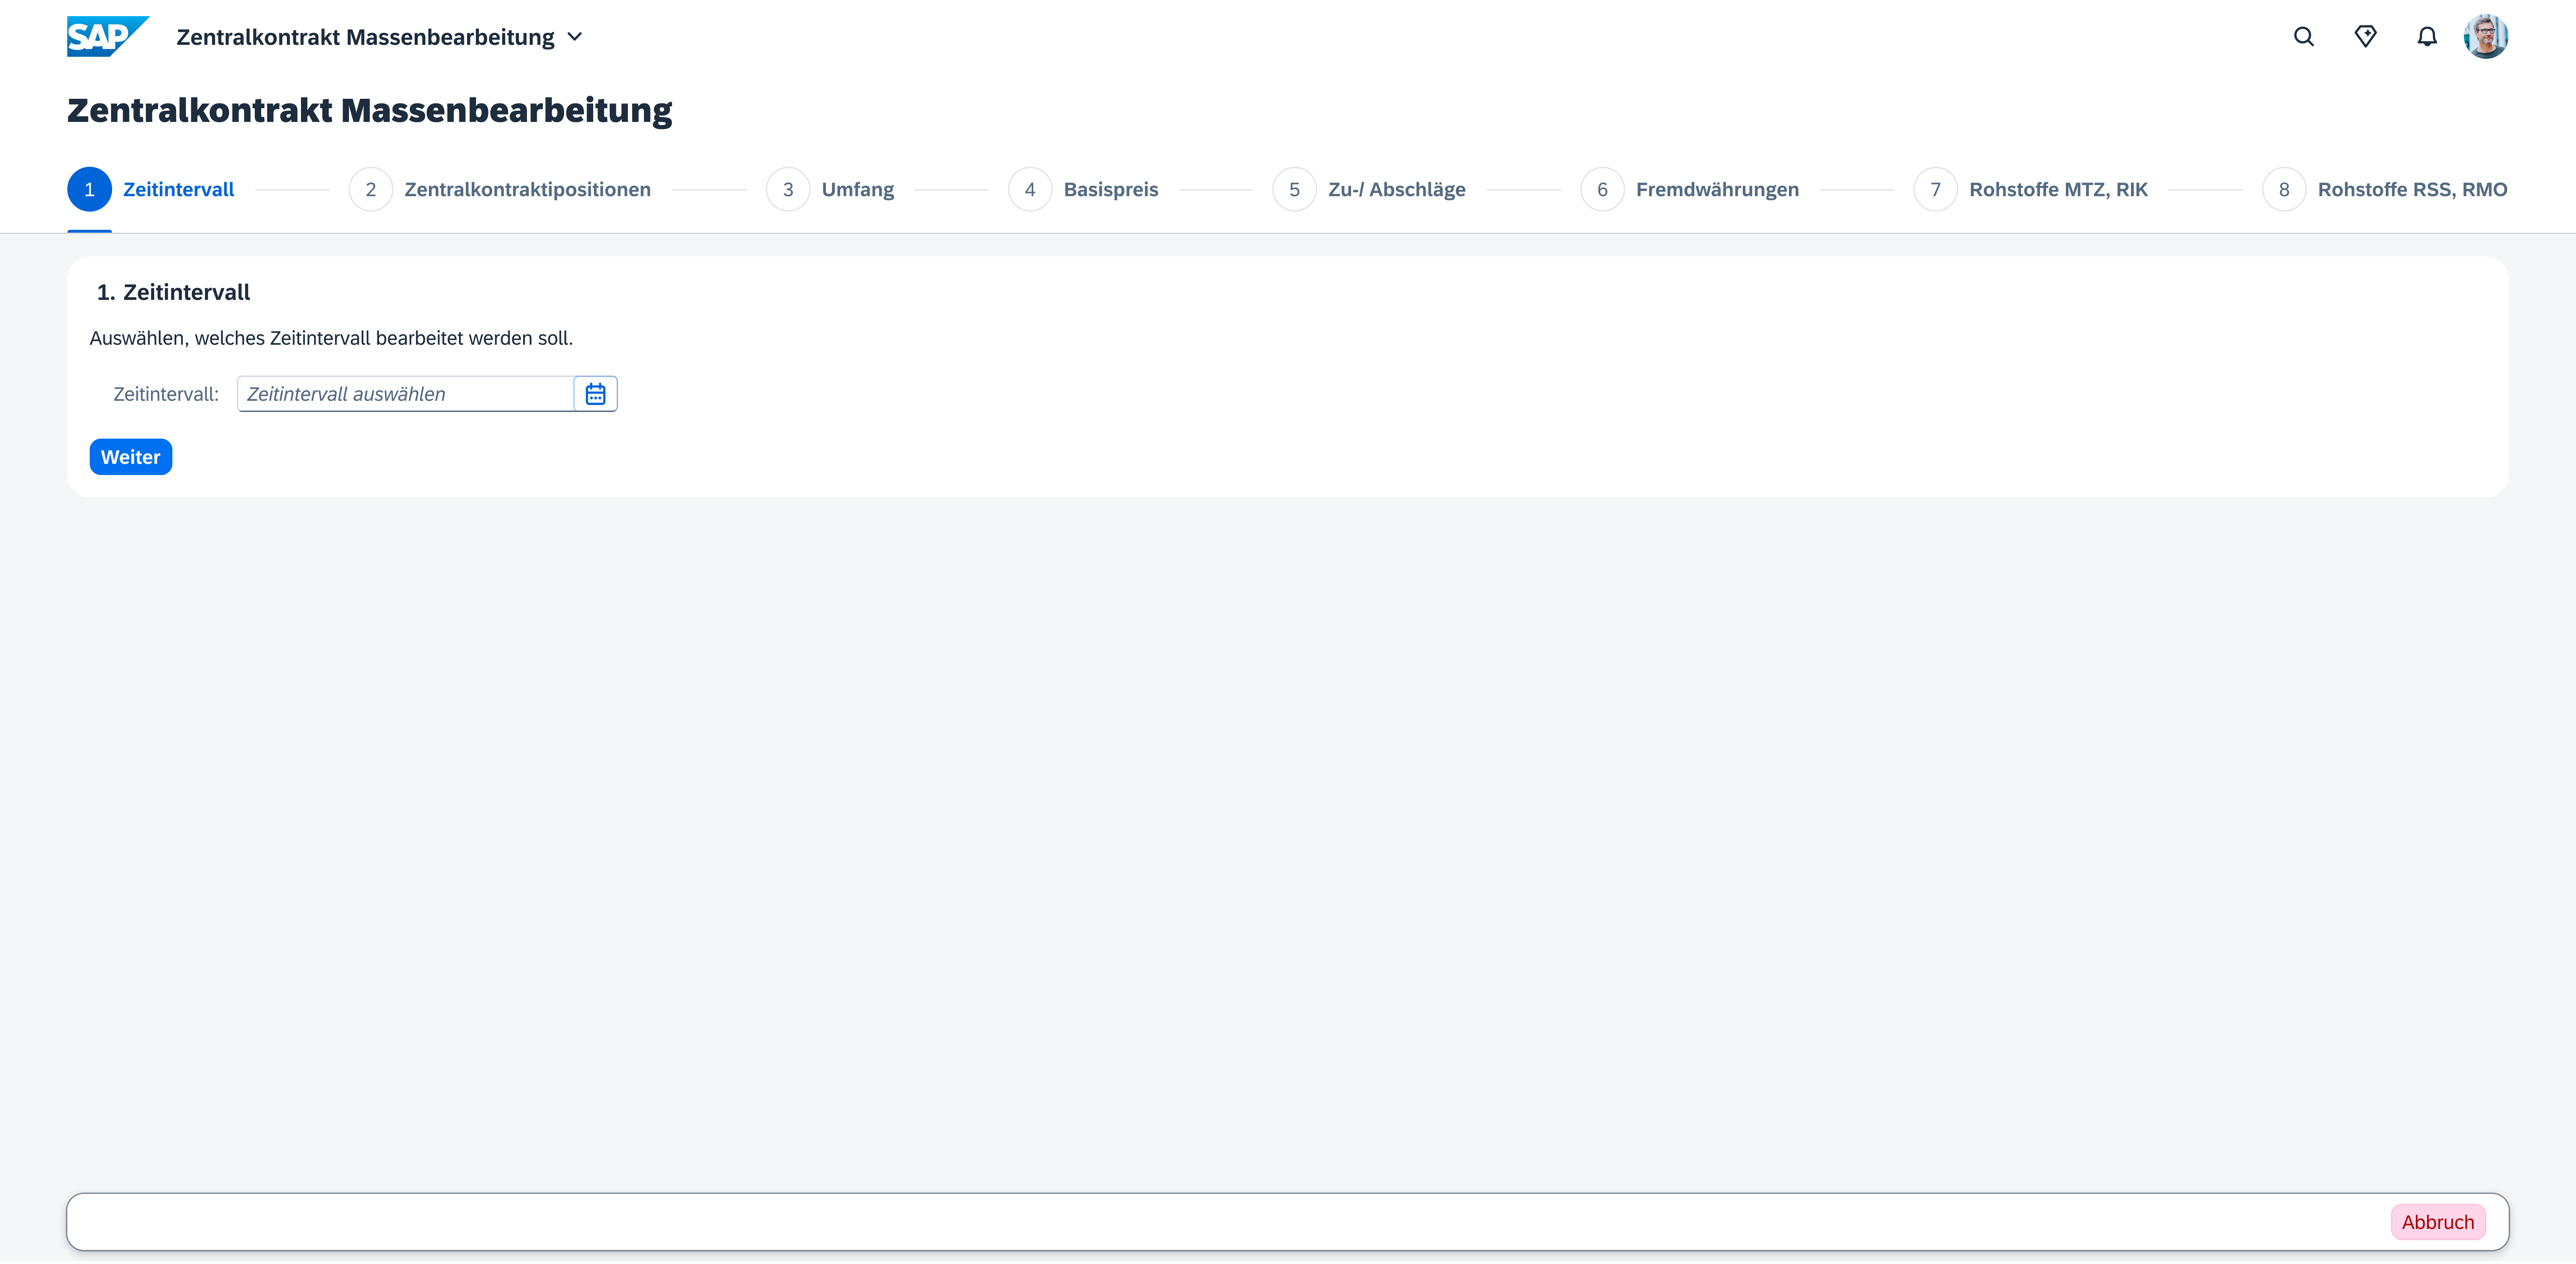 SAP Zentralkontrakt Massenbearbeitung
Zentralkontrakt Massenbearbeitung
1 Zeitintervall 2 Zentralkontraktipositionen 3 Umfang 4 Basispreis 5 Zu-/ Abschläge 6 Fremdwährungen 7 Rohstoffe MTZ, RIK 8 Rohstoffe RSS, RMO
1. Zeitintervall
Auswählen, welches Zeitintervall bearbeitet werden soll.
Zeitintervall: Zeitintervall auswählen
Weiter
Abbruch